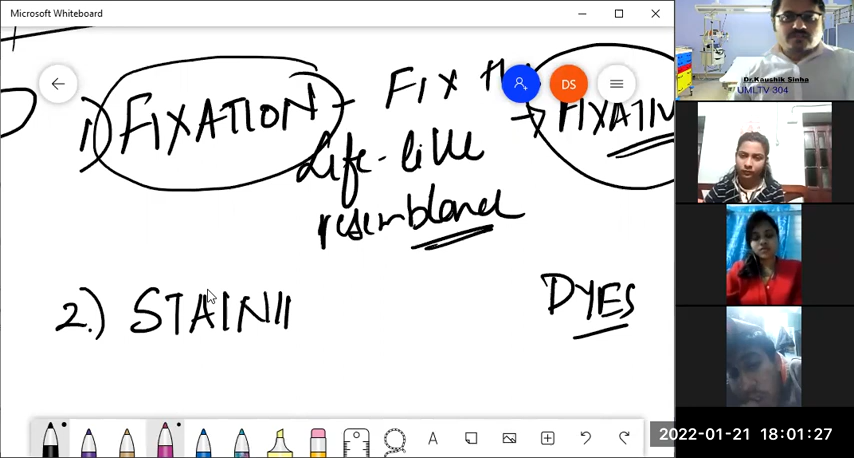 Microsoft Whiteboard
1) FIXATION - FIX the
→ FIXATIV
Life-like
resemblance
2.) STAINI
DYES
DS
A
Dr.Kaushik Sinha
UMLTV 304
2022-01-21 18:01:27